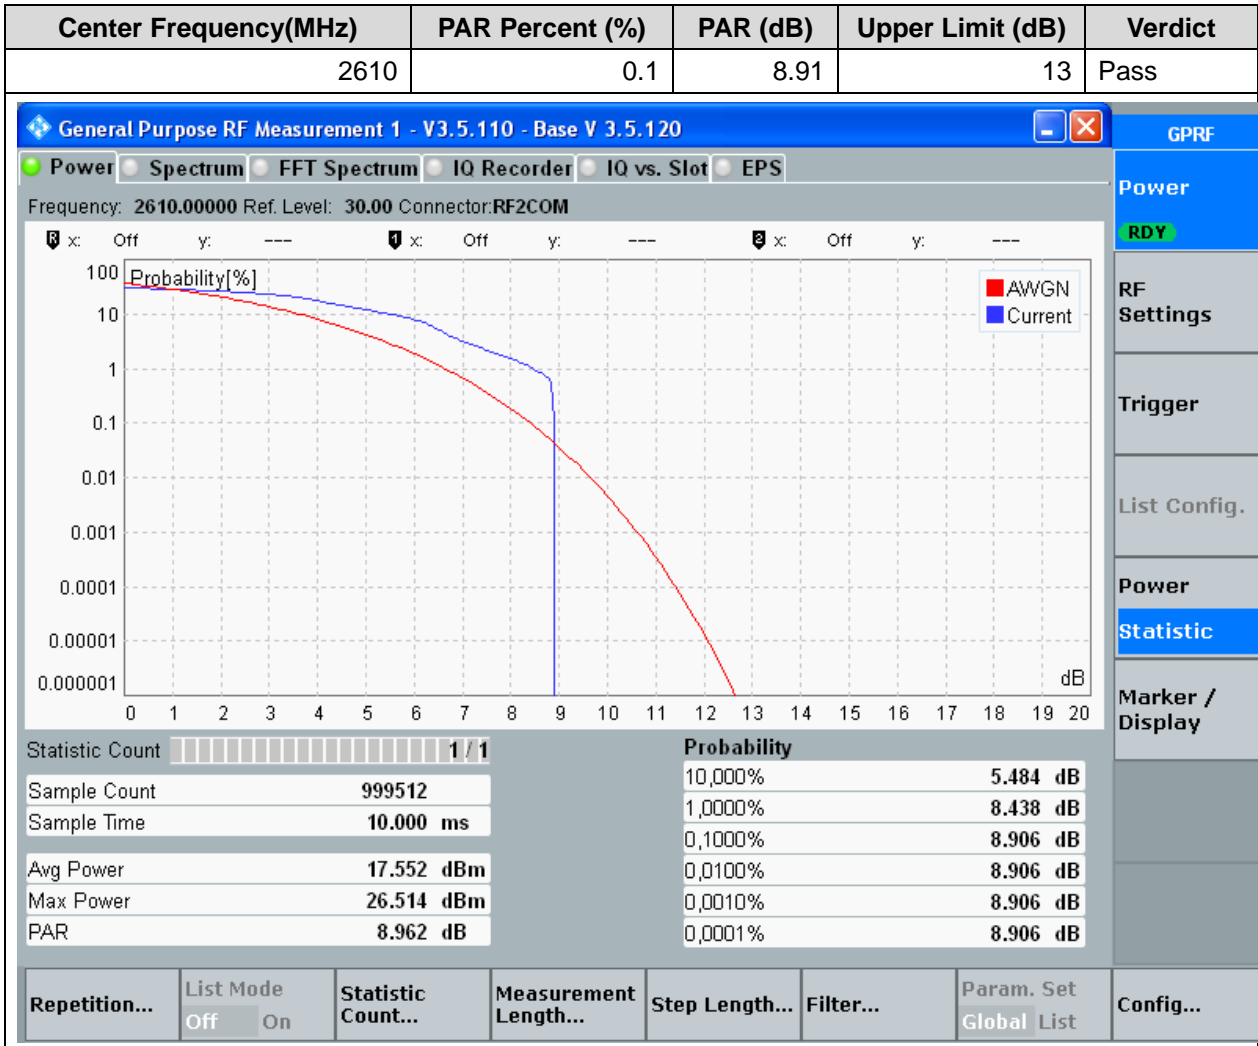 Center Frequency(MHz) PAR Percent (%) PAR (dB) Upper Limit (dB) Verdict
2610 0.1 8.91 13 Pass
General Purpose RF Measurement 1 - V3.5.110 - Base V 3.5.120
GPRF
Power Spectrum FFT Spectrum IQ Recorder IQ vs. Slot EPS
Frequency: 2610.00000 Ref. Level: 30.00 Connector:RF2COM
R x: Off y: --- 1 x: Off y: --- 2 x: Off y: ---
Probability[%]
100
10
1
0.1
0.01
0.001
0.0001
0.00001
0.000001
AWGN
Current
dB
0 1 2 3 4 5 6 7 8 9 10 11 12 13 14 15 16 17 18 19 20
Statistic Count 1 / 1
Sample Count 999512
Sample Time 10.000 ms
Avg Power 17.552 dBm
Max Power 26.514 dBm
PAR 8.962 dB
Probability
10,000% 5.484 dB
1,0000% 8.438 dB
0,1000% 8.906 dB
0,0100% 8.906 dB
0,0010% 8.906 dB
0,0001% 8.906 dB
Power
RDY
RF
Settings
Trigger
List Config.
Power
Statistic
Marker /
Display
Repetition...
List Mode
Off On
Statistic
Count...
Measurement
Length...
Step Length...
Filter...
Param. Set
Global List
Config...